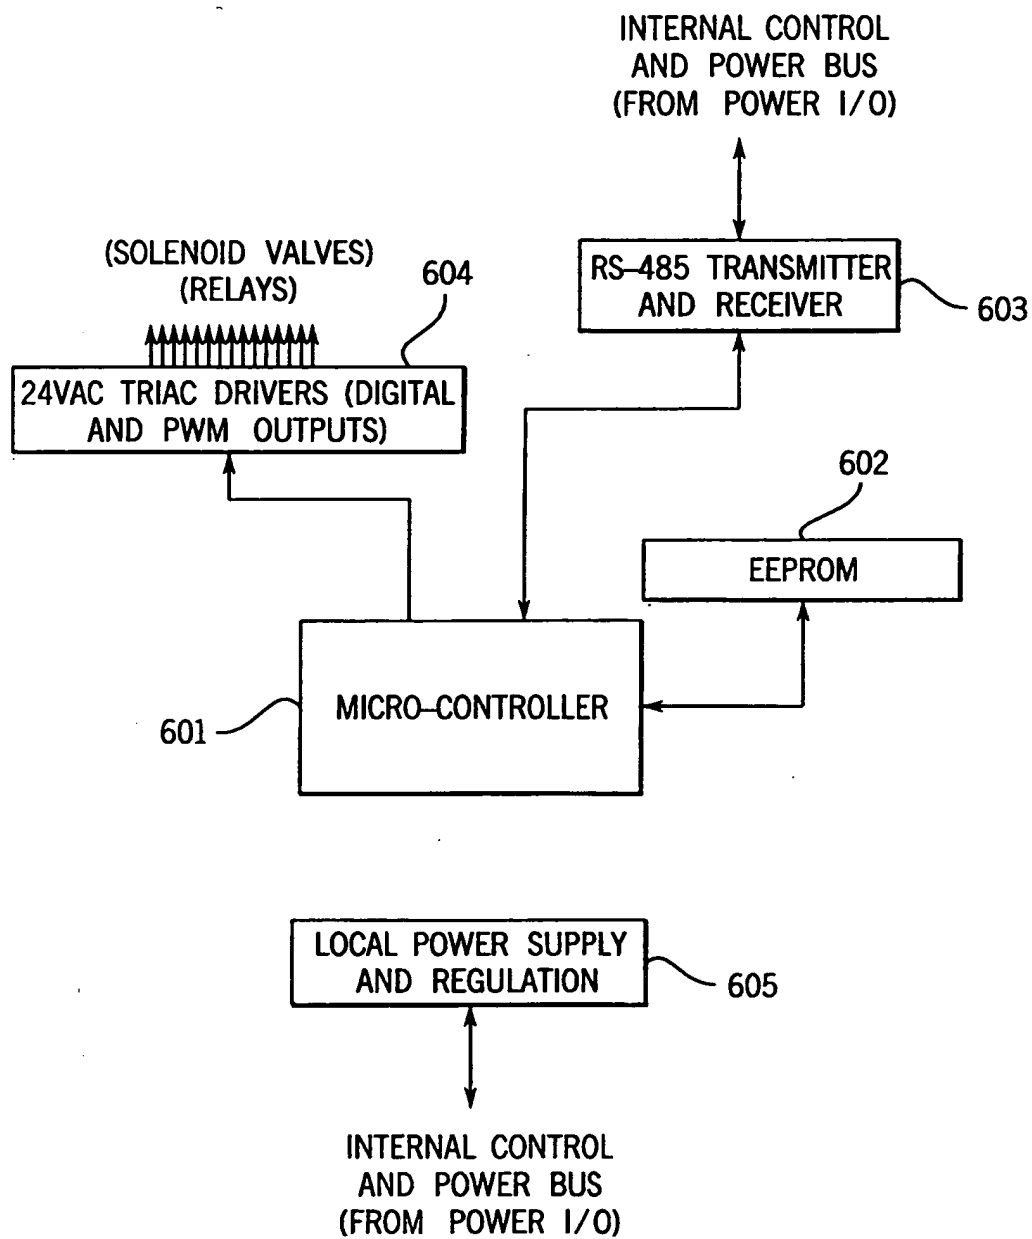 INTERNAL CONTROL
AND POWER BUS
(FROM POWER I/O)
(SOLENOID VALVES)
(RELAYS)
604
RS-485 TRANSMITTER
AND RECEIVER
603
24VAC TRIAC DRIVERS (DIGITAL
AND PWM OUTPUTS)
602
EEPROM
MICRO-CONTROLLER
601
LOCAL POWER SUPPLY
AND REGULATION
605
INTERNAL CONTROL
AND POWER BUS
(FROM POWER I/O)